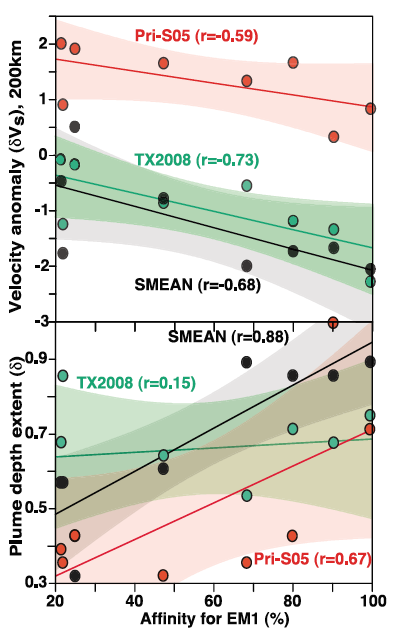 Velocity anomaly (δVs), 200km
2
1
0
-1
-2
-3
Pri-S05 (r=-0.59)
TX2008 (r=-0.73)
SMEAN (r=-0.68)
Plume depth extent (δ)
0.9
0.7
0.5
0.3
SMEAN (r=0.88)
TX2008 (r=0.15)
Pri-S05 (r=0.67)
20 40 60 80 100
Affinity for EM1 (%)